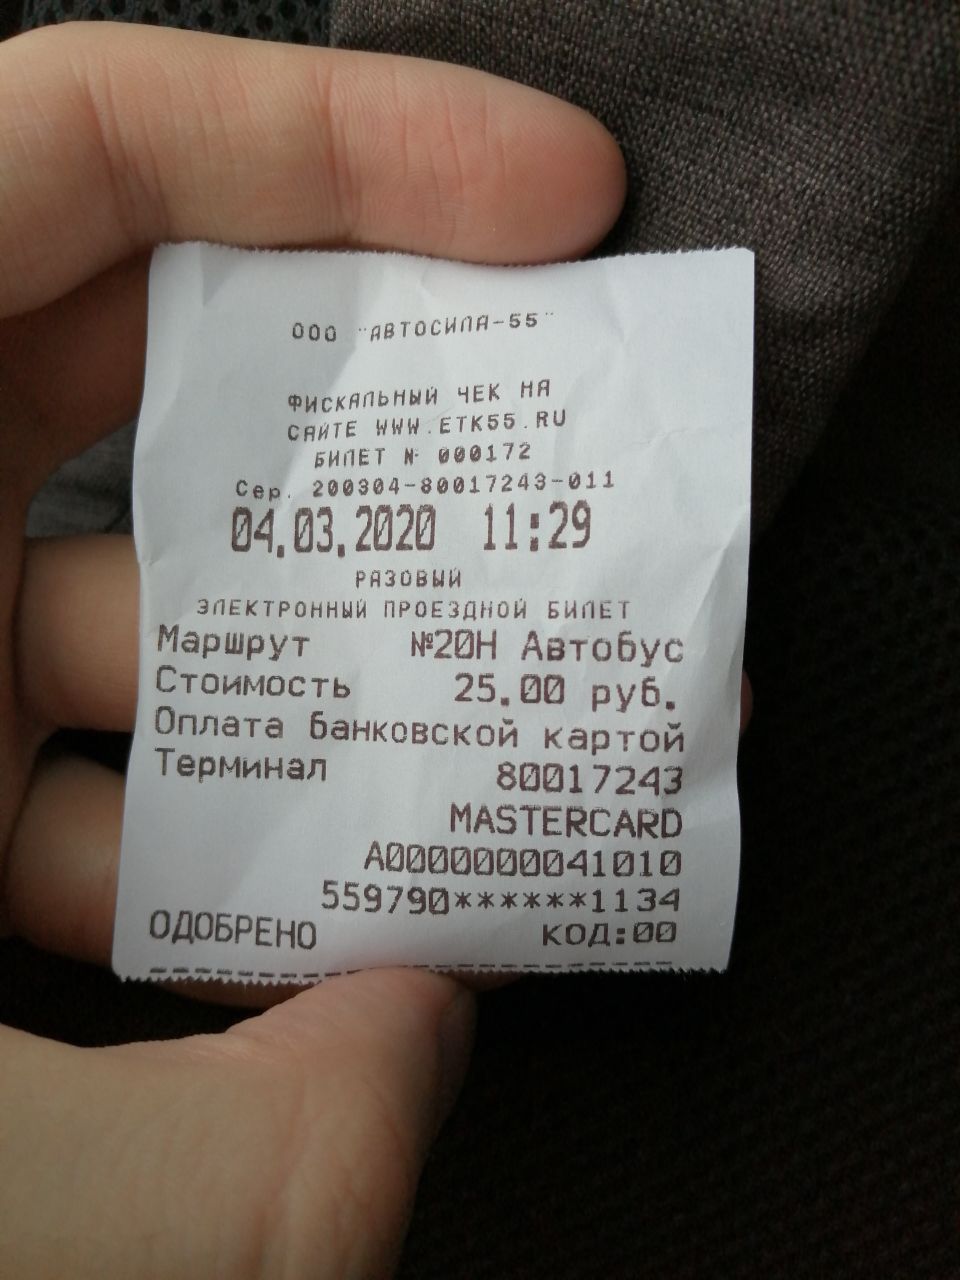 ООО "АВТОСИЛА-55"
ФИСКАЛЬНЫЙ ЧЕК НА
САЙТЕ WWW.ETK55.RU
БИЛЕТ № 000172
Сер. 200304-80017243-011
04.03.2020 11:29
РАЗОВЫЙ
ЭЛЕКТРОННЫЙ ПРОЕЗДНОЙ БИЛЕТ
Маршрут №20Н Автобус
Стоимость 25.00 руб.
Оплата банковской картой
Терминал 80017243
MASTERCARD
A0000000041010
559790******1134
ОДОБРЕНО КОД:00